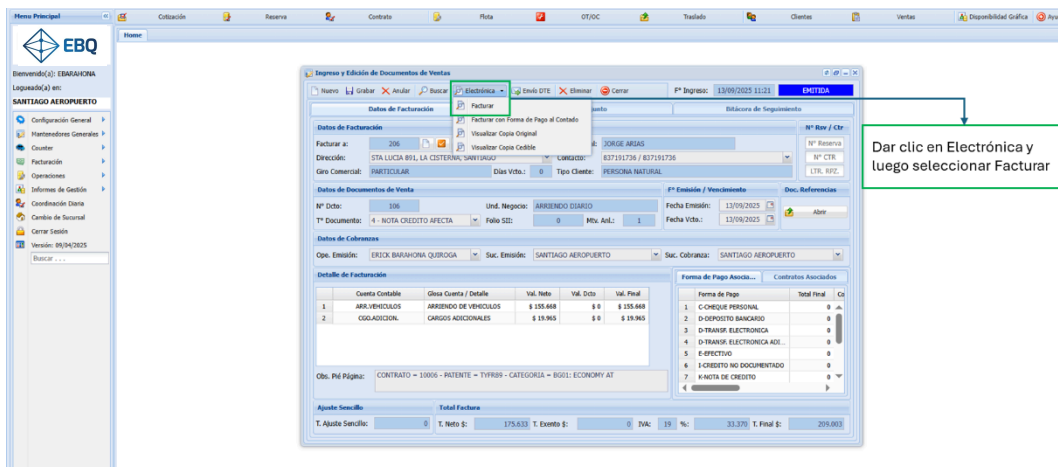 Menu Principal
Cotización
Reserva
Contrato
Flota
OT/OC
Traslado
Clientes
Ventas
Disponibilidad Gráfica
Home
EBQ
Bienvenido(a): EBARAHONA
Logueado(a) en:
SANTIAGO AEROPUERTO
Configuración General
Mantenedores Generales
Counter
Facturación
Operaciones
Informes de Gestión
Coordinación Diaria
Cambio de Sucursal
Cerrar Sesión
Versión: 09/04/2025
Buscar . . .
Ingreso y Edición de Documentos de Ventas
Nuevo Grabar Anular Buscar Electrónica Envío DTE Eliminar Cerrar F° Ingreso: 13/09/2025 11:21 EMITIDA
Datos de Facturación
Bitácora de Seguimiento
Facturar
Facturar con Forma de Pago al Contado
Visualizar Copia Original
Visualizar Copia Cedible
Datos de Facturación N° Rsv / Ctr
Facturar a: 206 JORGE ARIAS N° Reserva
Dirección: STA LUCIA 891, LA CISTERNA, SANTIAGO Contacto: 837191736 / 837191736 N° CTR
Giro Comercial: PARTICULAR Días Vcto.: 0 Tipo Cliente: PERSONA NATURAL LTR. RPZ.
Datos de Documentos de Venta F° Emisión / Vencimiento Doc. Referencias
N° Dcto: 106 Und. Negocio: ARRIENDO DIARIO Fecha Emisión: 13/09/2025 Abrir
T° Documento: 4 - NOTA CREDITO AFECTA Folio SII: 0 Mtv. Anl.: 1 Fecha Vcto.: 13/09/2025
Datos de Cobranzas
Ope. Emisión: ERICK BARAHONA QUIROGA Suc. Emisión: SANTIAGO AEROPUERTO Suc. Cobranza: SANTIAGO AEROPUERTO
Detalle de Facturación
Cuenta Contable Glosa Cuenta / Detalle Val. Neto Val. Dcto Val. Final
1 ARR.VEHICULOS ARRIENDO DE VEHICULOS $ 155.668 $ 0 $ 155.668
2 CGO.ADICION. CARGOS ADICIONALES $ 19.965 $ 0 $ 19.965
Obs. Pié Página: CONTRATO = 10006 - PATENTE = TYFR89 - CATEGORIA = BG01: ECONOMY AT
Forma de Pago Asocia... Contratos Asociados
Forma de Pago Total Final
1 C-CHEQUE PERSONAL 0
2 D-DEPOSITO BANCARIO 0
3 D-TRANSF. ELECTRONICA 0
4 D-TRANSF. ELECTRONICA ADI... 0
5 E-EFECTIVO 0
6 I-CREDITO NO DOCUMENTADO 0
7 K-NOTA DE CREDITO 0
Ajuste Sencillo Total Factura
T. Ajuste Sencillo: 0 T. Neto $: 175.633 T. Exento $: 0 IVA: 19 %: 33.370 T. Final $: 209.003
Dar clic en Electrónica y
luego seleccionar Facturar